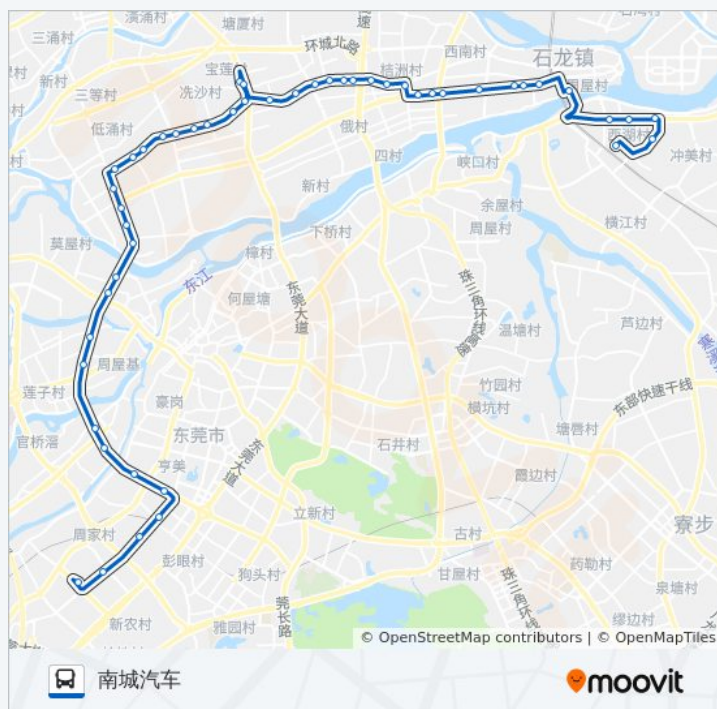 潢涌村
塘厦村
三涌村
环城北路
西南村
石龙镇
新村
宝莲
桔洲村
周屋村
三等村
冼沙村
低涌村
俄村
西湖村
四村
峡口村
冲美村
新村
余屋村
横江村
下桥村
周屋村
莫屋村
樟村
东江
珠三角环线高速
何屋塘
东莞大道
温塘村
芦边村
周屋基
竹园村
莲子村
豪岗
横坑村
东部快速干线
官桥滘
东莞市
石井村
塘唇村
亨美
东莞大道
霞边村
立新村
寮步
周家村
古村
彭眼村
药勒村
狗头村
甘屋村
珠三角环线
泉塘村
新农村
雅园村
莞长路
缪边村
© OpenStreetMap contributors | © OpenMapTiles
南城汽车
moovit